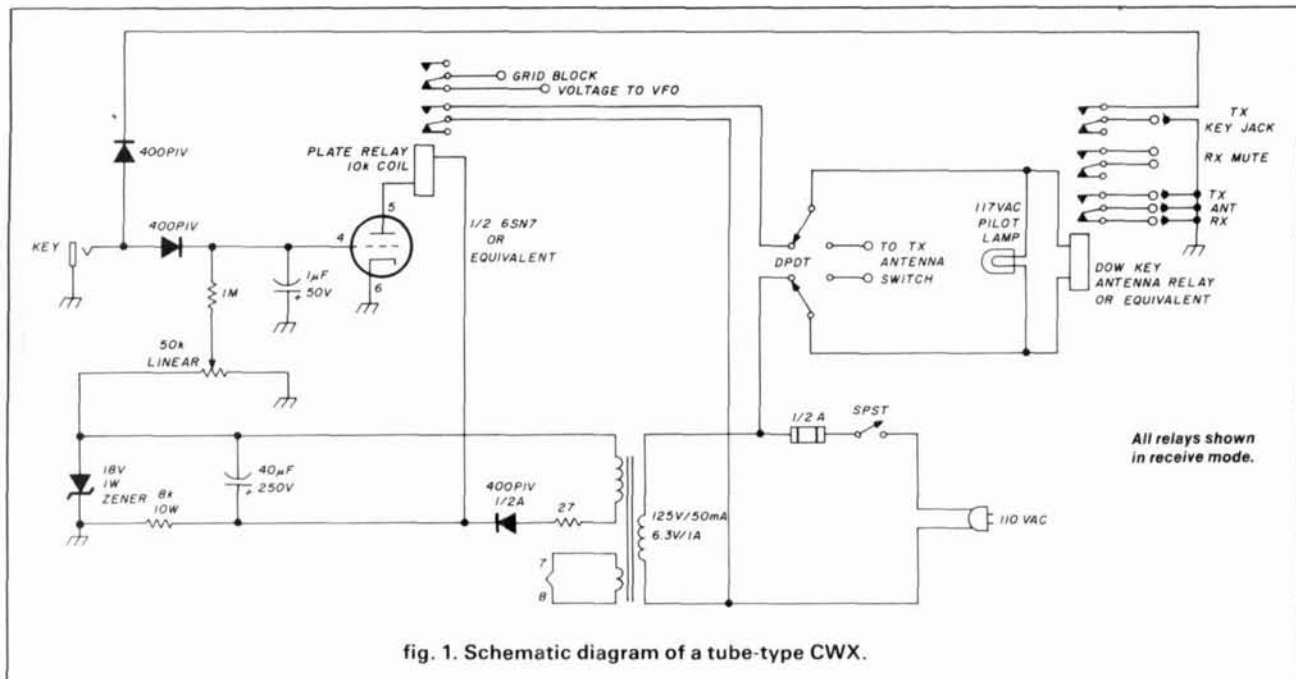 GRID BLOCK
VOLTAGE TO VFO
400PIV
PLATE RELAY
10k COIL
TX
KEY JACK
RX MUTE
TX
ANT
RX
117VAC
PILOT
LAMP
5
4
6
1/2 6SN7
OR
EQUIVALENT
400PIV
KEY
1M
1µF
50V
+
DPDT
TO TX
ANTENNA
SWITCH
DOW KEY
ANTENNA RELAY
OR EQUIVALENT
50k
LINEAR
1/2 A
SPST
All relays shown
in receive mode.
18V
1W
ZENER
8k
10W
40µF
250V
+
400PIV
1/2A
27
125V/50mA
6.3V/1A
110 VAC
7
8
fig. 1. Schematic diagram of a tube-type CWX.